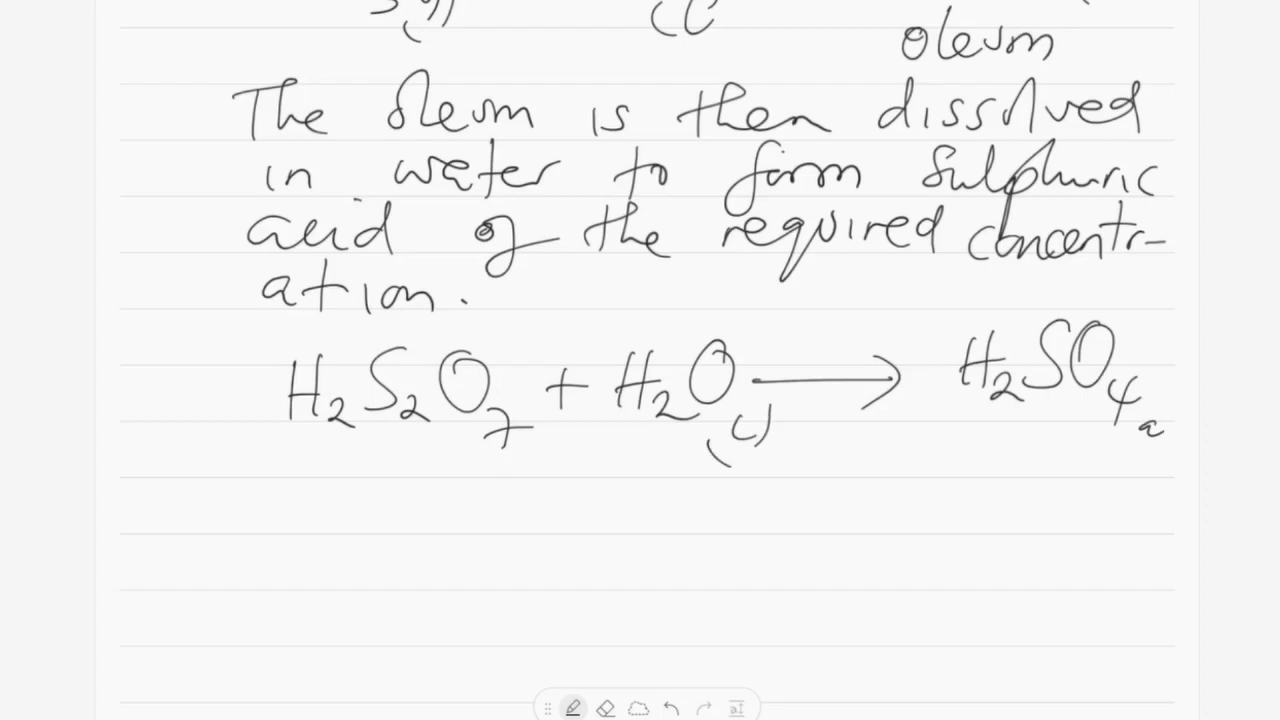 oleum
The oleum is then dissolved
in water to form Sulphuric
acid of the required concentr-
ation.
H₂S₂O₇ + H₂O(l) ⟶ H₂SO₄ a